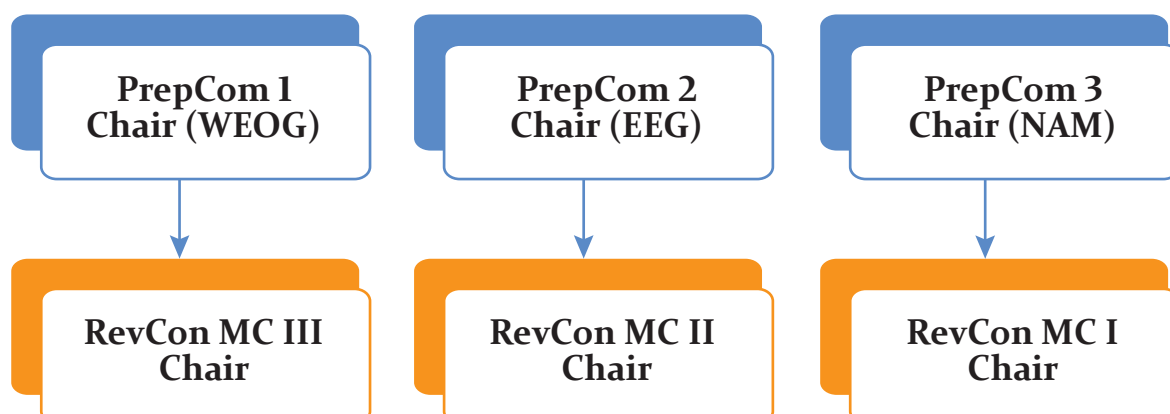 PrepCom 1
Chair (WEOG)
PrepCom 2
Chair (EEG)
PrepCom 3
Chair (NAM)
RevCon MC III
Chair
RevCon MC II
Chair
RevCon MC I
Chair